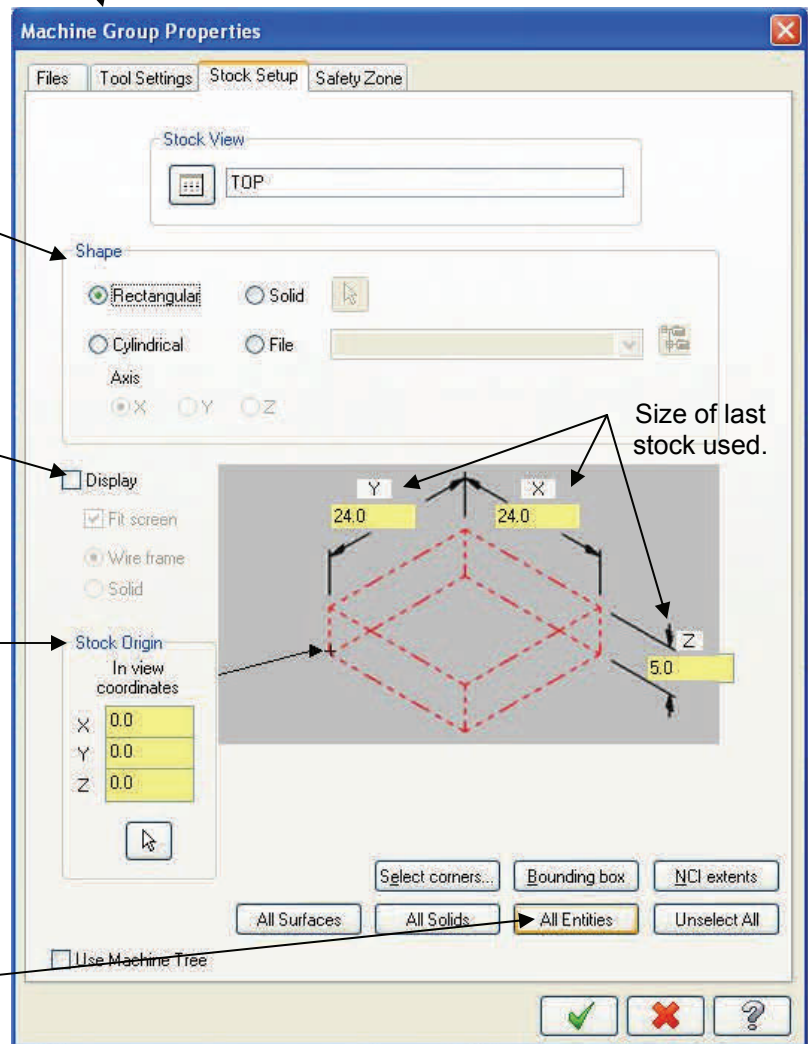 Machine Group Properties
Files Tool Settings Stock Setup Safety Zone
Stock View
TOP
Shape
Rectangular Solid
Cylindrical File
Axis
X Y Z
Size of last
stock used.
Display
Fit screen
Wire frame
Solid
Y X
24.0 24.0
Z
5.0
Stock Origin
In view
coordinates
X 0.0
Y 0.0
Z 0.0
Select corners... Bounding box NCI extents
All Surfaces All Solids All Entities Unselect All
Use Machine Tree